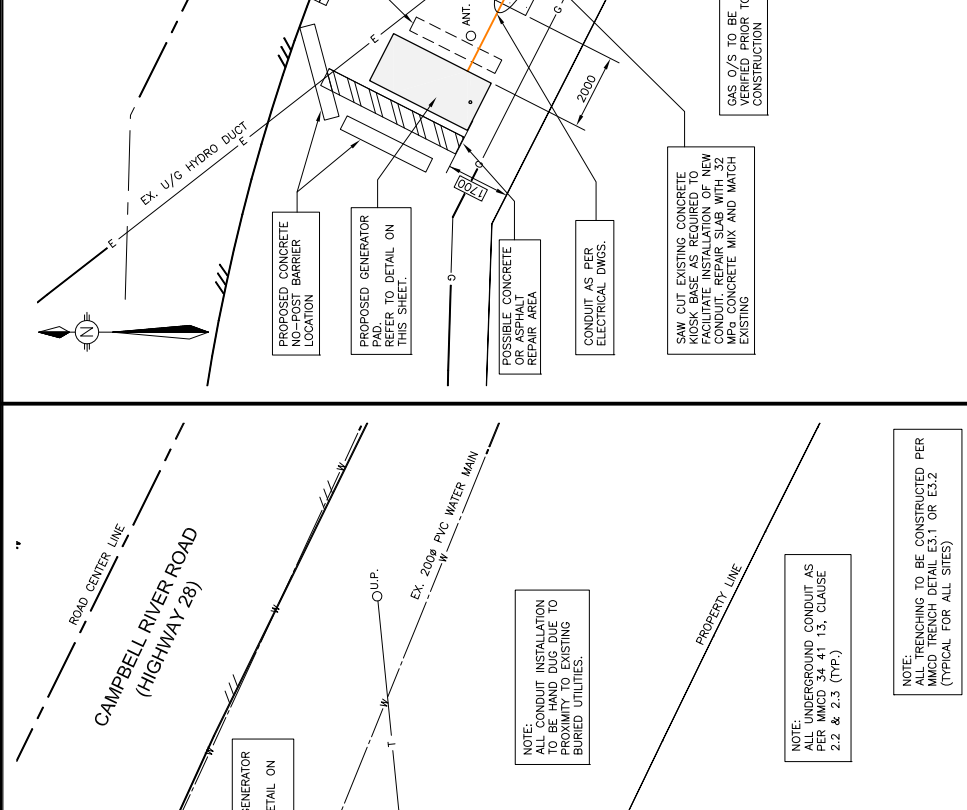 E
ANT.
G
E
EX. U/G HYDRO DUCT
E
E
2000
G
1700
G
N
GAS O/S TO BE
VERIFIED PRIOR TO
CONSTRUCTION
PROPOSED CONCRETE
NO-POST BARRIER
LOCATION
PROPOSED GENERATOR
PAD.
REFER TO DETAIL ON
THIS SHEET.
POSSIBLE CONCRETE
OR ASPHALT
REPAIR AREA
CONDUIT AS PER
ELECTRICAL DWGS.
SAW CUT EXISTING CONCRETE
KIOSK BASE AS REQUIRED TO
FACILITATE INSTALLATION OF NEW
CONDUIT. REPAIR SLAB WITH 32
MPa CONCRETE MIX AND MATCH
EXISTING
ROAD CENTER LINE
CAMPBELL RIVER ROAD
(HIGHWAY 28)
W
W
W
U.P.
EX. 200ø PVC WATER MAIN
W
W
T
PROPERTY LINE
GENERATOR
ETAIL ON
NOTE:
ALL CONDUIT INSTALLATION
TO BE HAND DUG DUE TO
PROXIMITY TO EXISTING
BURIED UTILITIES.
NOTE:
ALL UNDERGROUND CONDUIT AS
PER MMCD 34 41 13, CLAUSE
2.2 & 2.3 (TYP.)
NOTE:
ALL TRENCHING TO BE CONSTRUCTED PER
MMCD TRENCH DETAIL E3.1 OR E3.2
(TYPICAL FOR ALL SITES)